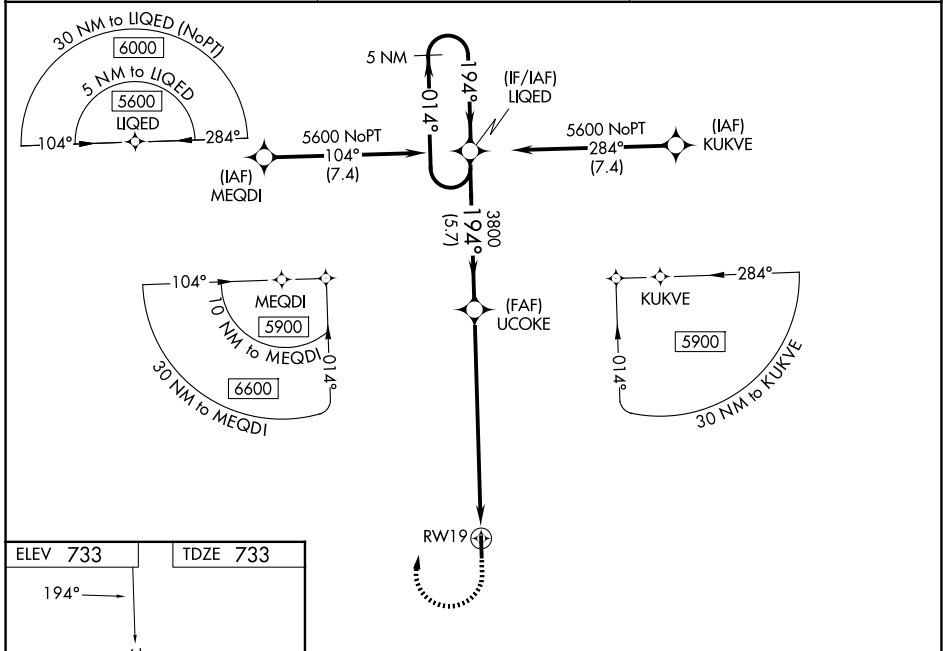 30 NM to LIQED (NoPT)
6000
5 NM to LIQED
5600
LIQED
104°
284°
5 NM
014°
194°
(IF/IAF)
LIQED
(IAF)
MEQDI
5600 NoPT
104°
(7.4)
5600 NoPT
284°
(7.4)
(IAF)
KUKVE
3800
194°
(5.7)
(FAF)
UCOKE
104°
MEQDI
5900
10 NM to MEQDI
6600
30 NM to MEQDI
014°
KUKVE
284°
5900
014°
30 NM to KUKVE
RW19
ELEV 733
TDZE 733
194°